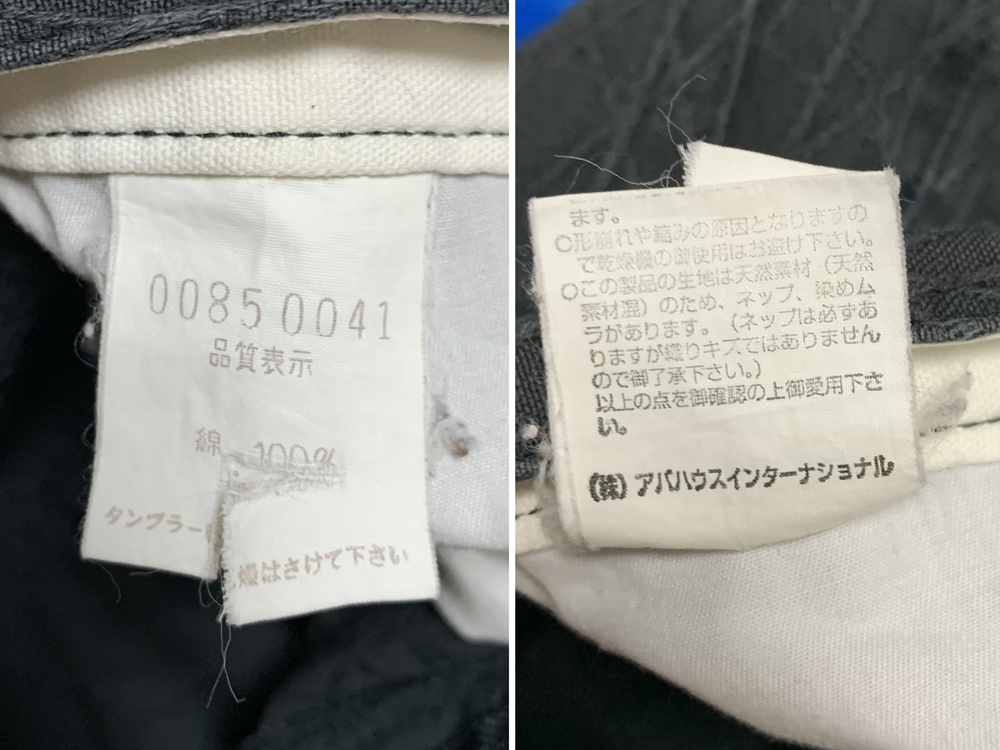 0085 0041
品質表示
綿 100%
タンブラー
燥はさけて下さい
ます。
○形崩れや縮みの原因となりますの
で乾燥機の御使用はお避け下さい。
○この製品の生地は天然素材（天然
素材混）のため、ネップ、染めム
ラがあります。（ネップは必ずあ
りますが織りキズではありません
ので御了承下さい。）
以上の点を御確認の上御愛用下さ
い。
（株）アバハウスインターナショナル